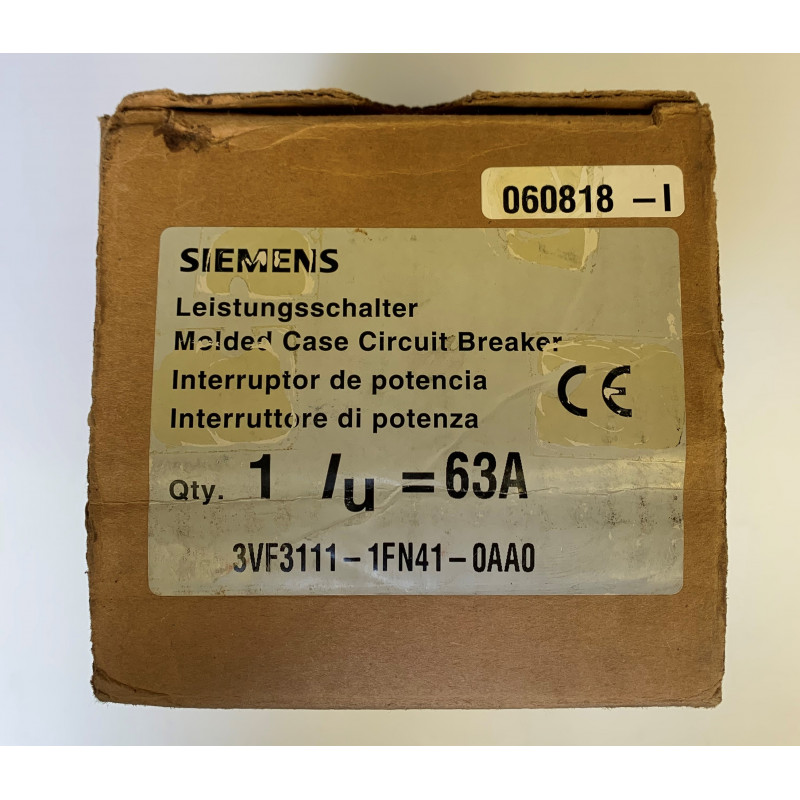 060818 – I
SIEMENS
Leistungsschalter
Molded Case Circuit Breaker
Interruptor de potencia
Interruttore di potenza
CE
Qty. 1 Iu = 63A
3VF3111 – 1FN41 – 0AA0